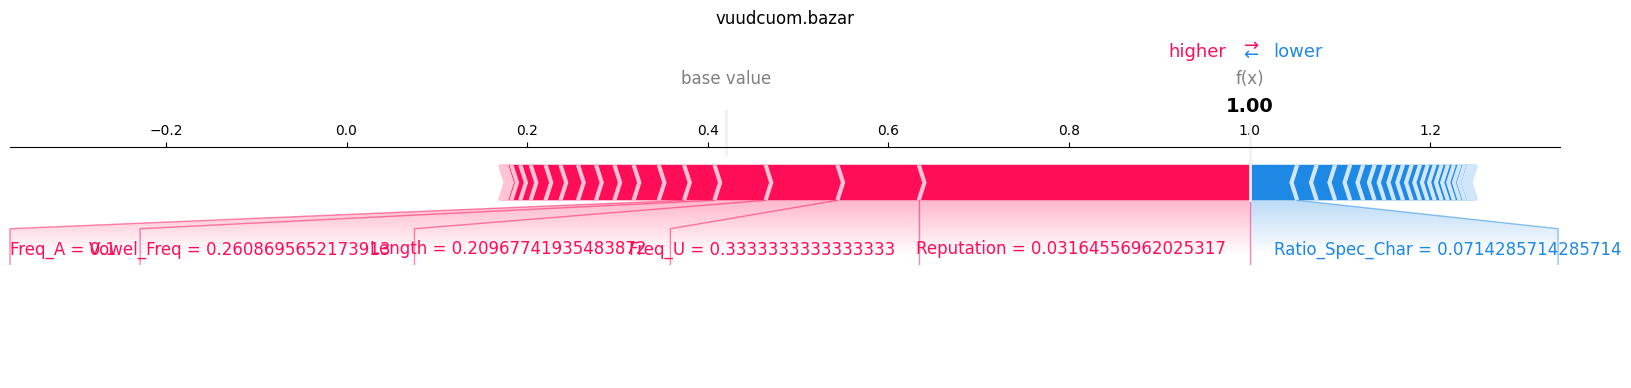 vuudcuom.bazar
higher ⇄ lower
base value f(x)
1.00
−0.2 0.0 0.2 0.4 0.6 0.8 1.0 1.2
Freq_A = 0.1 Vowel_Freq = 0.2608695652173913 Length = 0.20967741935483872 Freq_U = 0.3333333333333333 Reputation = 0.03164556962025317 Ratio_Spec_Char = 0.0714285714285714